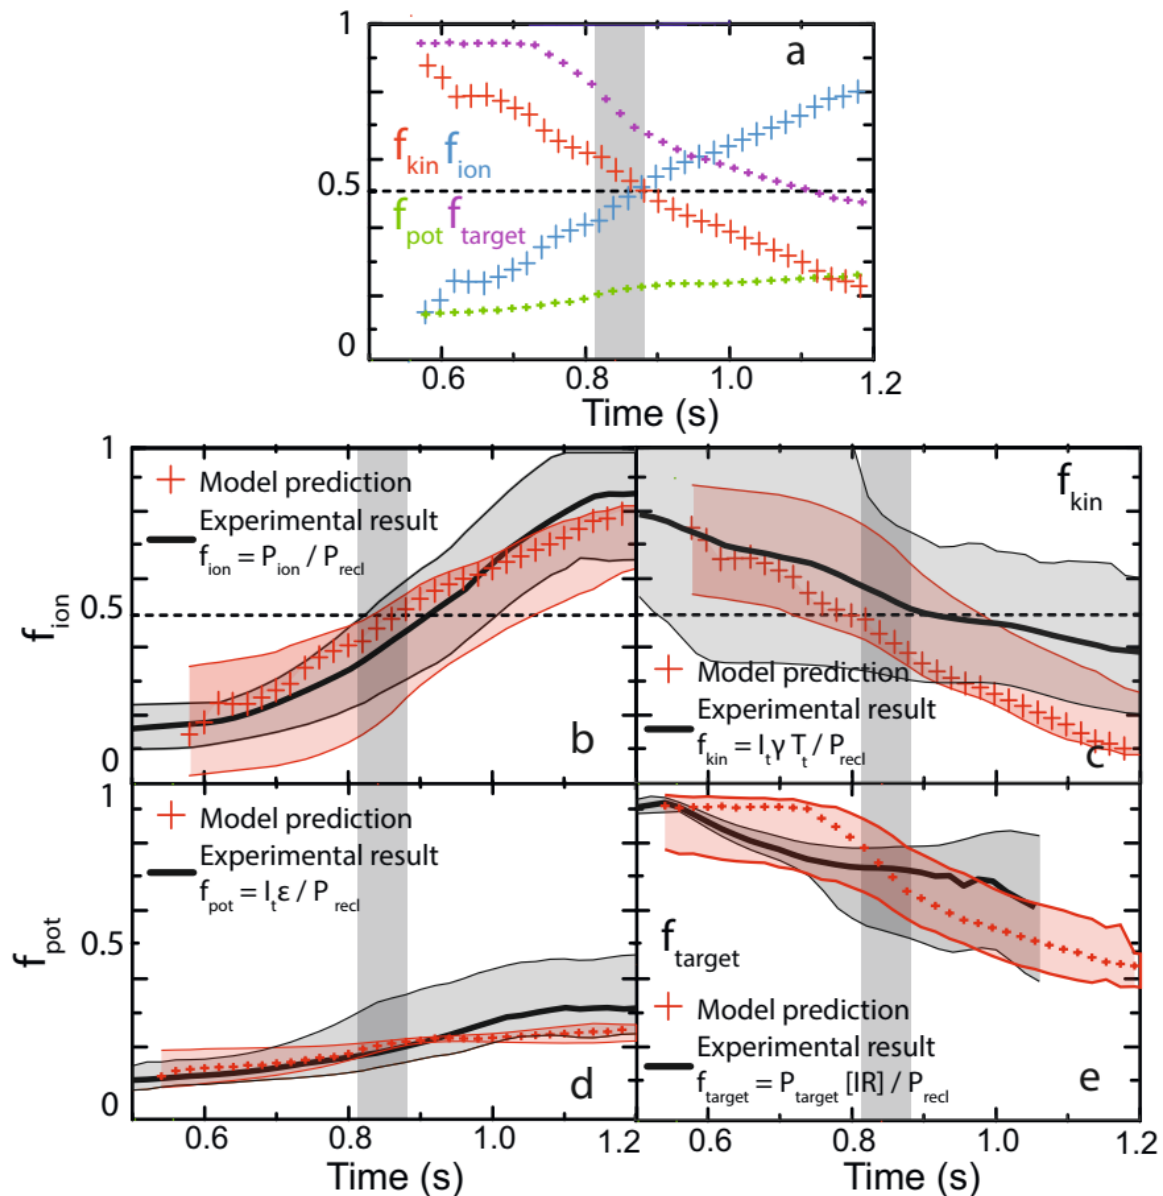 1
a
f_kin f_ion
0.5
f_pot f_target
0
0.6 0.8 1.0 1.2
Time (s)
1
Model prediction
Experimental result
f_ion = P_ion / P_recl
f_ion
0.5
b
0
f_kin
Model prediction
Experimental result
f_kin = I_t γ T_t / P_recl
c
1
Model prediction
Experimental result
f_pot = I_t ε / P_recl
f_pot
0.5
d
0
f_target
Model prediction
Experimental result
f_target = P_target [IR] / P_recl
e
0.6 0.8 1.0 1.2
Time (s)
0.6 0.8 1.0 1.2
Time (s)